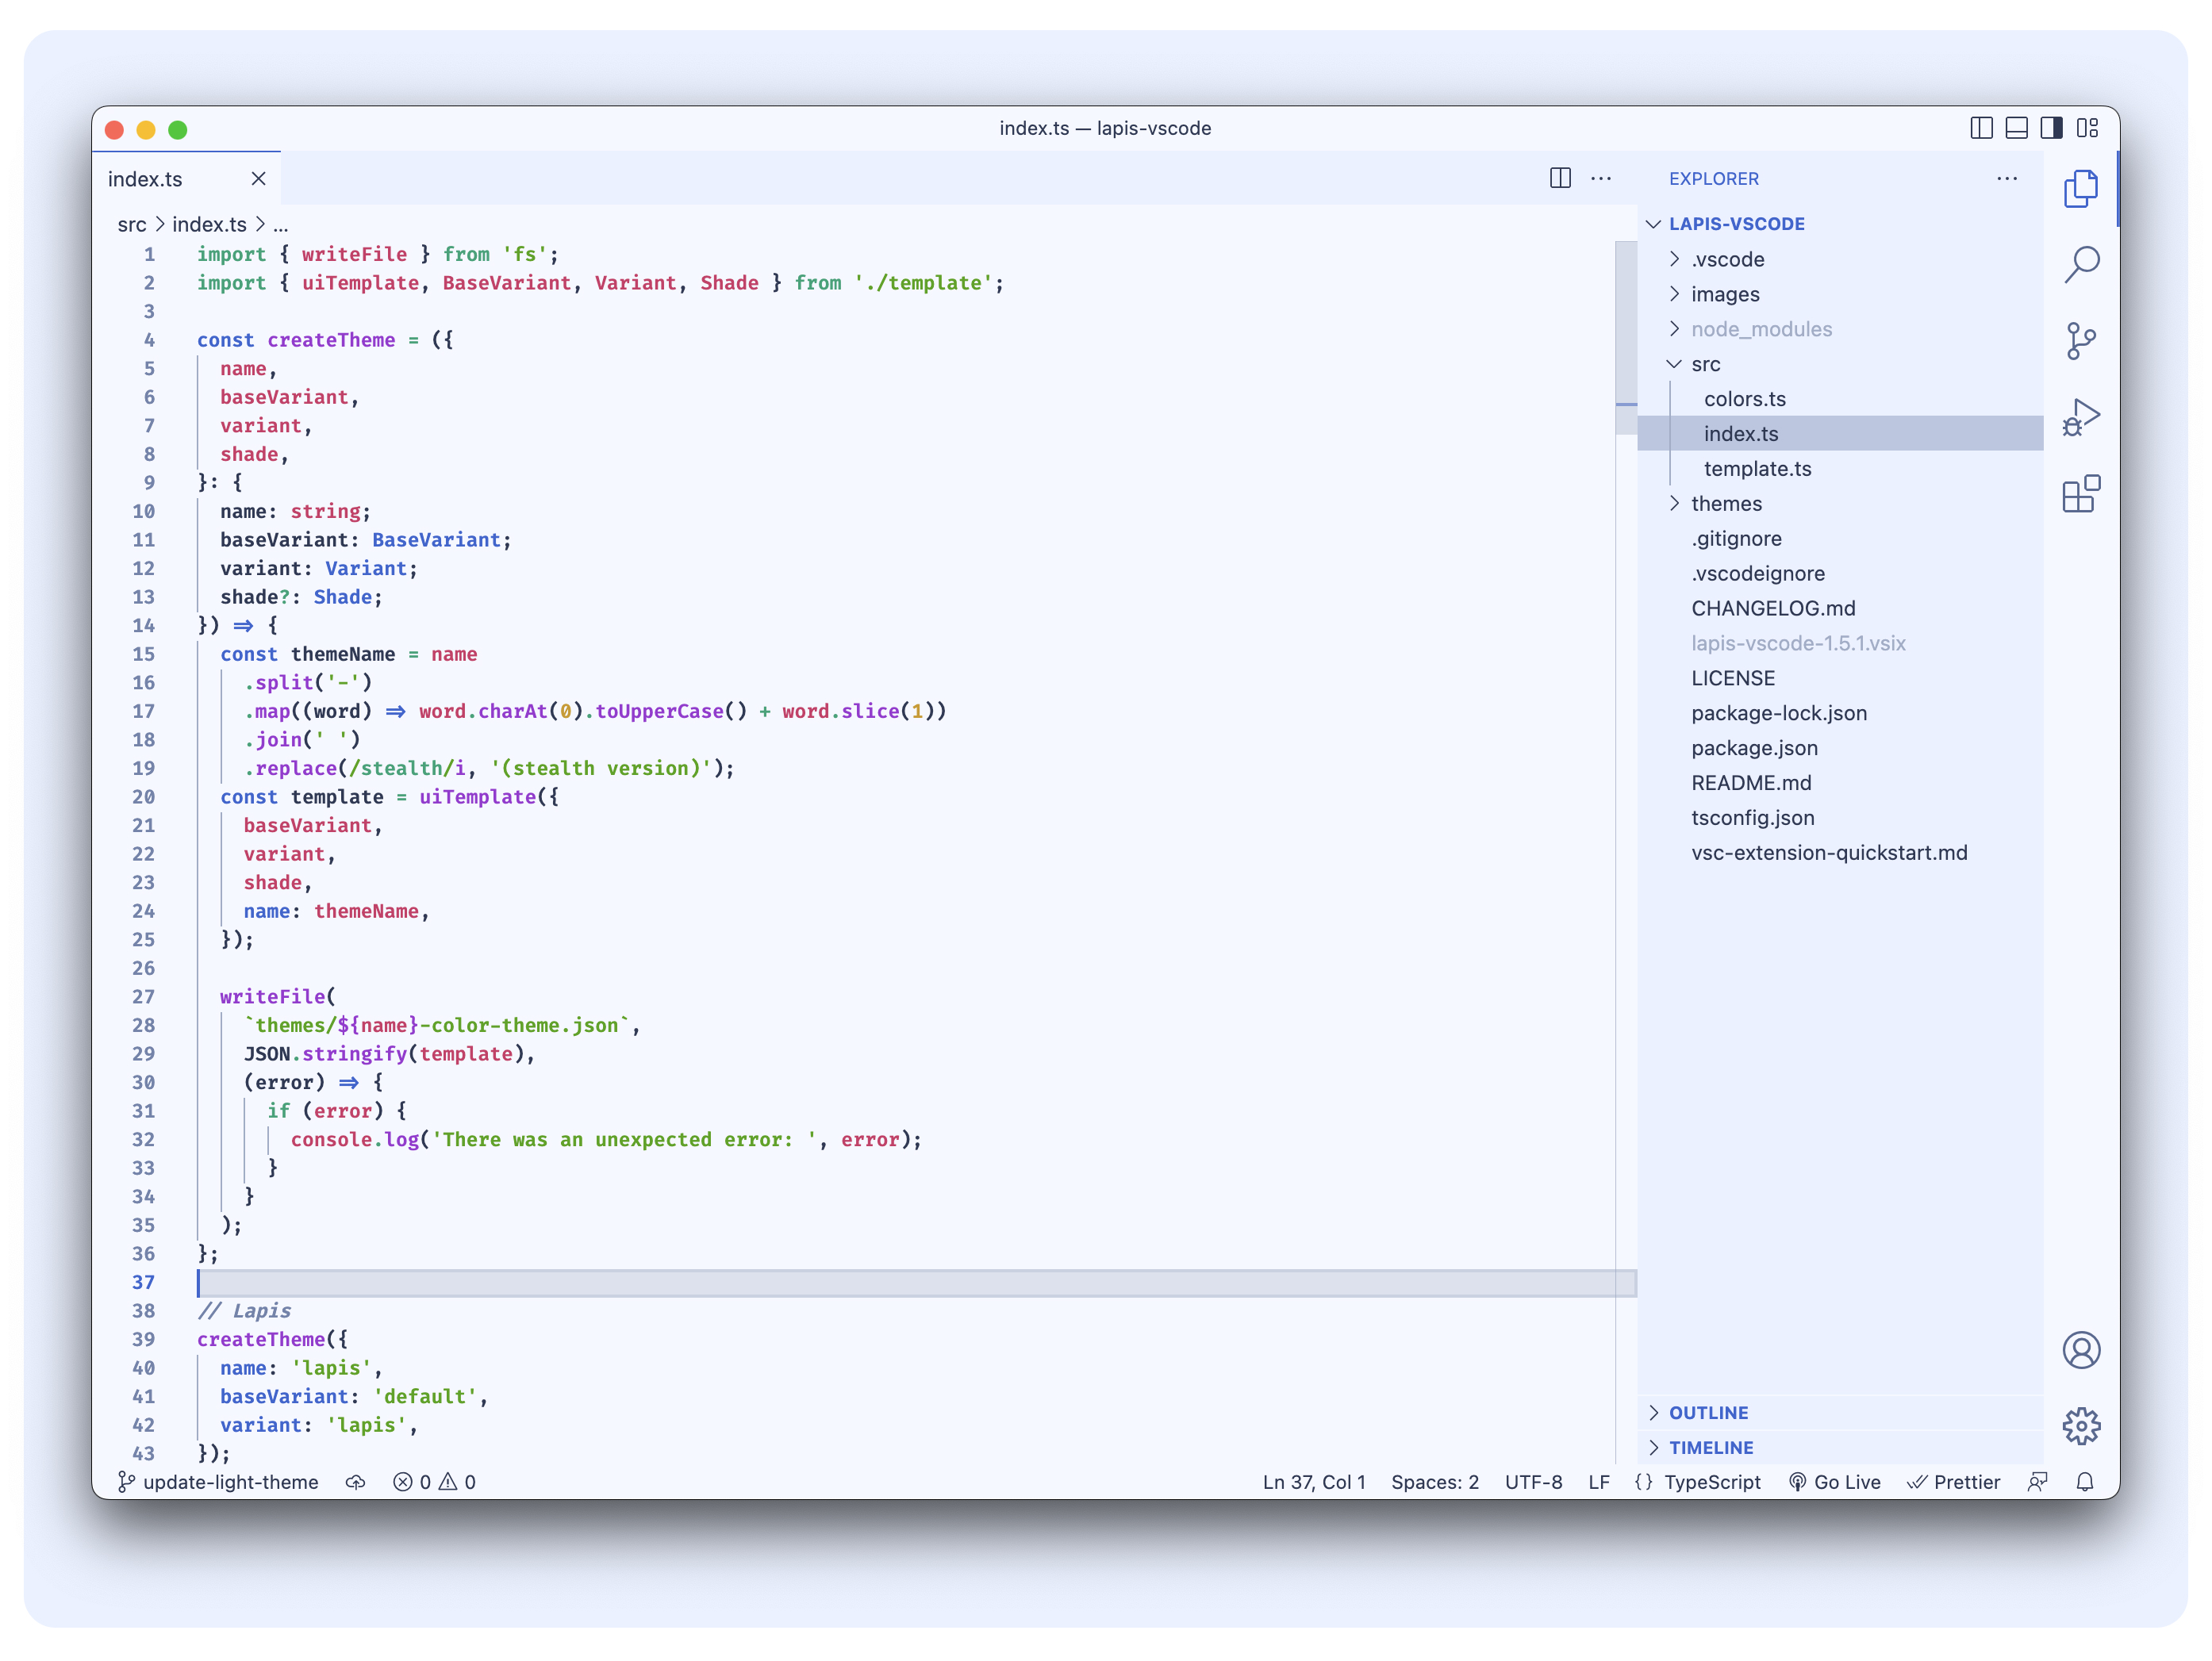 index.ts — lapis-vscode
index.ts
src > index.ts > ...
1 import { writeFile } from 'fs';
2 import { uiTemplate, BaseVariant, Variant, Shade } from './template';
3
4 const createTheme = ({
5   name,
6   baseVariant,
7   variant,
8   shade,
9 }: {
10   name: string;
11   baseVariant: BaseVariant;
12   variant: Variant;
13   shade?: Shade;
14 }) => {
15   const themeName = name
16     .split('-')
17     .map((word) => word.charAt(0).toUpperCase() + word.slice(1))
18     .join(' ')
19     .replace(/stealth/i, '(stealth version)');
20   const template = uiTemplate({
21     baseVariant,
22     variant,
23     shade,
24     name: themeName,
25   });
26
27   writeFile(
28     `themes/${name}-color-theme.json`,
29     JSON.stringify(template),
30     (error) => {
31       if (error) {
32         console.log('There was an unexpected error: ', error);
33       }
34     }
35   );
36 };
37
38 // Lapis
39 createTheme({
40   name: 'lapis',
41   baseVariant: 'default',
42   variant: 'lapis',
43 });
EXPLORER
LAPIS-VSCODE
.vscode
images
node_modules
src
colors.ts
index.ts
template.ts
themes
.gitignore
.vscodeignore
CHANGELOG.md
lapis-vscode-1.5.1.vsix
LICENSE
package-lock.json
package.json
README.md
tsconfig.json
vsc-extension-quickstart.md
OUTLINE
TIMELINE
update-light-theme 0 0 Ln 37, Col 1 Spaces: 2 UTF-8 LF {} TypeScript Go Live Prettier